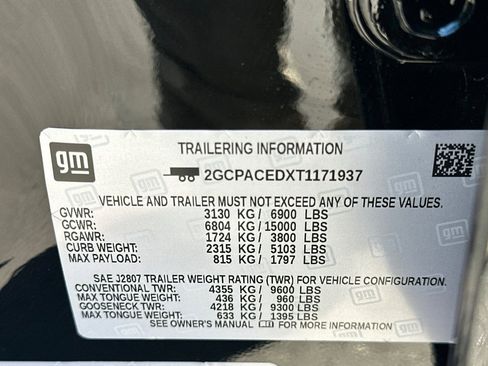 gm
TRAILERING INFORMATION
2GCPACEDXT1171937
VEHICLE AND TRAILER MUST NOT EXCEED ANY OF THESE VALUES.
GVWR: 3130 KG / 6900 LBS
GCWR: 6804 KG / 15000 LBS
RGAWR: 1724 KG / 3800 LBS
CURB WEIGHT: 2315 KG / 5103 LBS
MAX PAYLOAD: 815 KG / 1797 LBS
SAE J2807 TRAILER WEIGHT RATING (TWR) FOR VEHICLE CONFIGURATION.
CONVENTIONAL TWR: 4355 KG / 9600 LBS
MAX TONGUE WEIGHT: 436 KG / 960 LBS
GOOSENECK TWR: 4218 KG / 9300 LBS
MAX TONGUE WEIGHT: 633 KG / 1395 LBS
SEE OWNER'S MANUAL gm FOR MORE INFORMATION